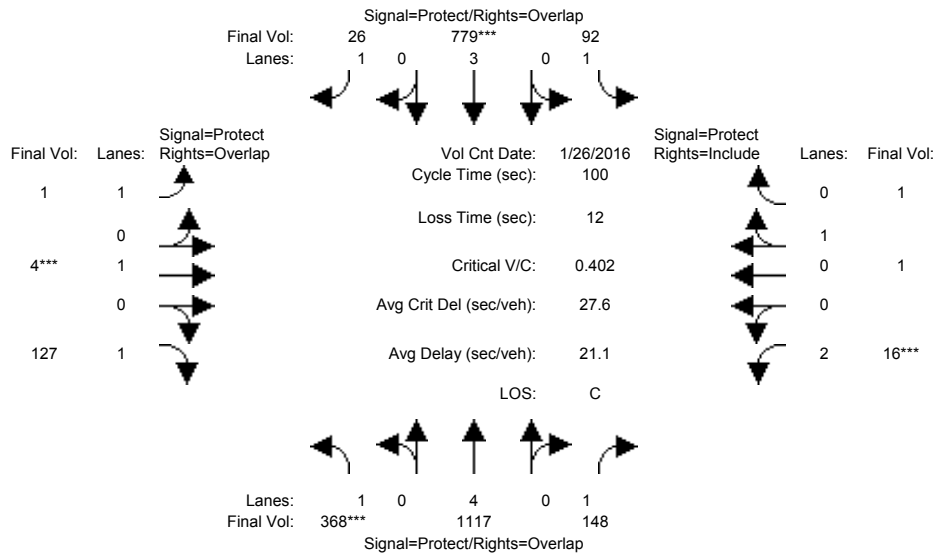 Signal=Protect/Rights=Overlap
Final Vol: 26 779*** 92
Lanes: 1 0 3 0 1
Signal=Protect Signal=Protect
Final Vol: Lanes: Rights=Overlap Vol Cnt Date: 1/26/2016 Rights=Include Lanes: Final Vol:
Cycle Time (sec): 100
1 1 0 1
Loss Time (sec): 12
0 1
4*** 1 Critical V/C: 0.402 0 1
0 Avg Crit Del (sec/veh): 27.6 0
127 1 Avg Delay (sec/veh): 21.1 2 16***
LOS: C
Lanes: 1 0 4 0 1
Final Vol: 368*** 1117 148
Signal=Protect/Rights=Overlap